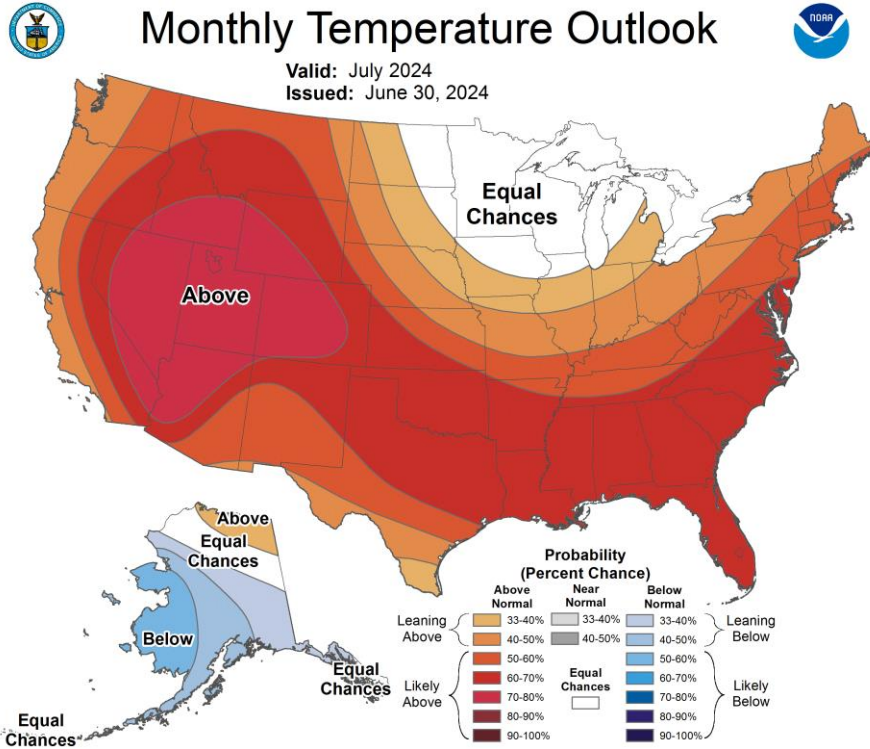 Monthly Temperature Outlook
NOAA
Valid: July 2024
Issued: June 30, 2024
Equal
Chances
Above
Above
Equal
Chances
Below
Equal
Chances
Equal
Chances
Probability
(Percent Chance)
Above
Normal
Near
Normal
Below
Normal
Leaning
Above
33-40%
33-40%
33-40%
Leaning
Below
40-50%
40-50%
40-50%
Likely
Above
50-60%
60-70%
70-80%
80-90%
90-100%
Equal
Chances
50-60%
60-70%
70-80%
80-90%
90-100%
Likely
Below